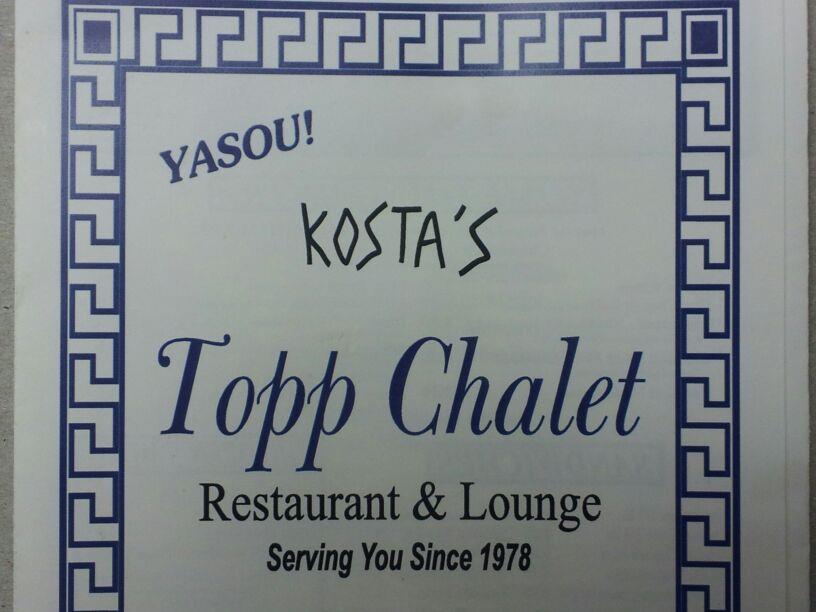 YASOU!
KOSTA'S
Topp Chalet
Restaurant & Lounge
Serving You Since 1978